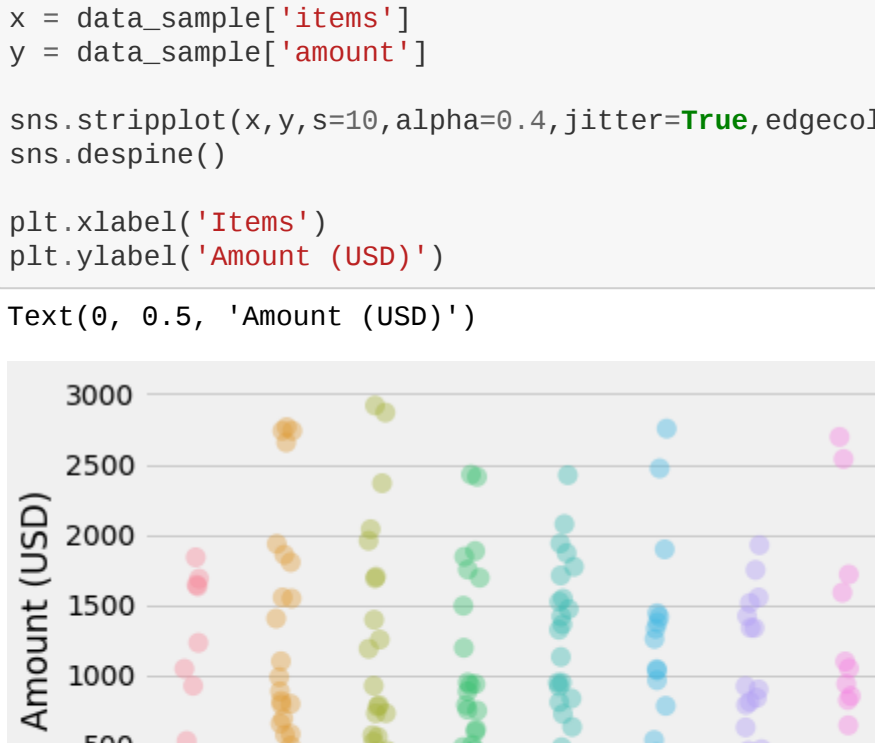 x = data_sample['items']
y = data_sample['amount']
sns.stripplot(x,y,s=10,alpha=0.4,jitter=True,edgecol
sns.despine()
plt.xlabel('Items')
plt.ylabel('Amount (USD)')
Text(0, 0.5, 'Amount (USD)')
3000
2500
2000
1500
1000
500
Amount (USD)